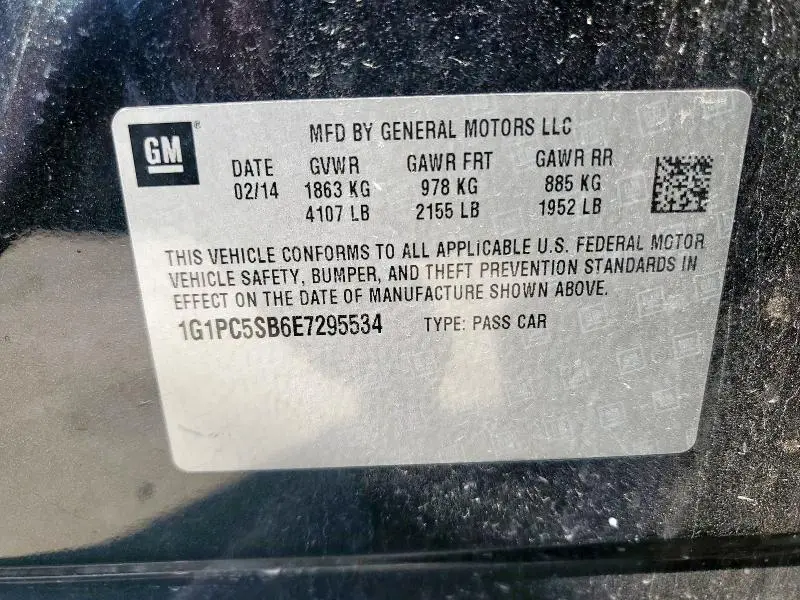 GM®
MFD BY GENERAL MOTORS LLC
DATE GVWR GAWR FRT GAWR RR
02/14 1863 KG 978 KG 885 KG
4107 LB 2155 LB 1952 LB
THIS VEHICLE CONFORMS TO ALL APPLICABLE U.S. FEDERAL MOTOR
VEHICLE SAFETY, BUMPER, AND THEFT PREVENTION STANDARDS IN
EFFECT ON THE DATE OF MANUFACTURE SHOWN ABOVE.
1G1PC5SB6E7295534 TYPE: PASS CAR